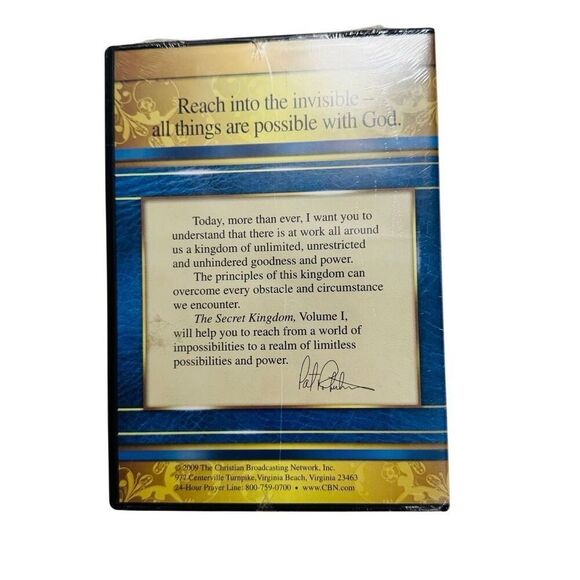 Reach into the invisible –
all things are possible with God.
Today, more than ever, I want you to
understand that there is at work all around
us a kingdom of unlimited, unrestricted
and unhindered goodness and power.
The principles of this kingdom can
overcome every obstacle and circumstance
we encounter.
The Secret Kingdom, Volume I,
will help you to reach from a world of
impossibilities to a realm of limitless
possibilities and power.
© 2009 The Christian Broadcasting Network, Inc.
977 Centerville Turnpike, Virginia Beach, Virginia 23463
24-Hour Prayer Line: 800-759-0700 • www.CBN.com